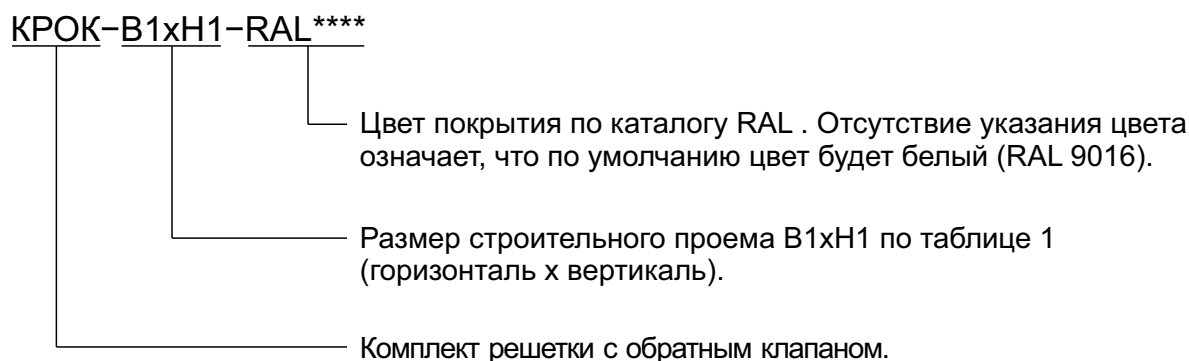 КРОК–B1xH1–RAL****
Цвет покрытия по каталогу RAL . Отсутствие указания цвета
означает, что по умолчанию цвет будет белый (RAL 9016).
Размер строительного проема B1xH1 по таблице 1
(горизонталь х вертикаль).
Комплект решетки с обратным клапаном.